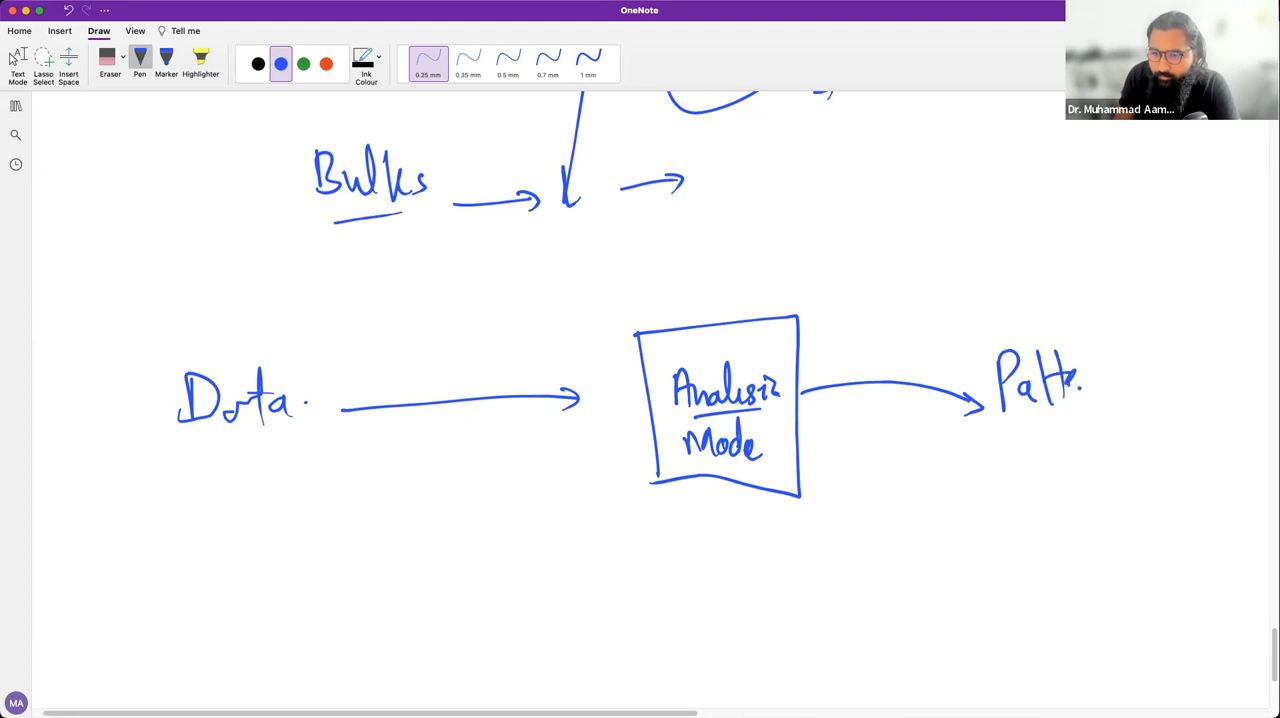 OneNote
Home Insert Draw View Tell me
Text Mode
Lasso Select
Insert Space
Eraser
Pen
Marker
Highlighter
Ink Colour
0.25 mm
0.35 mm
0.5 mm
0.7 mm
1 mm
Dr. Muhammad Aam...
Bulks
Data.
Mode
MA